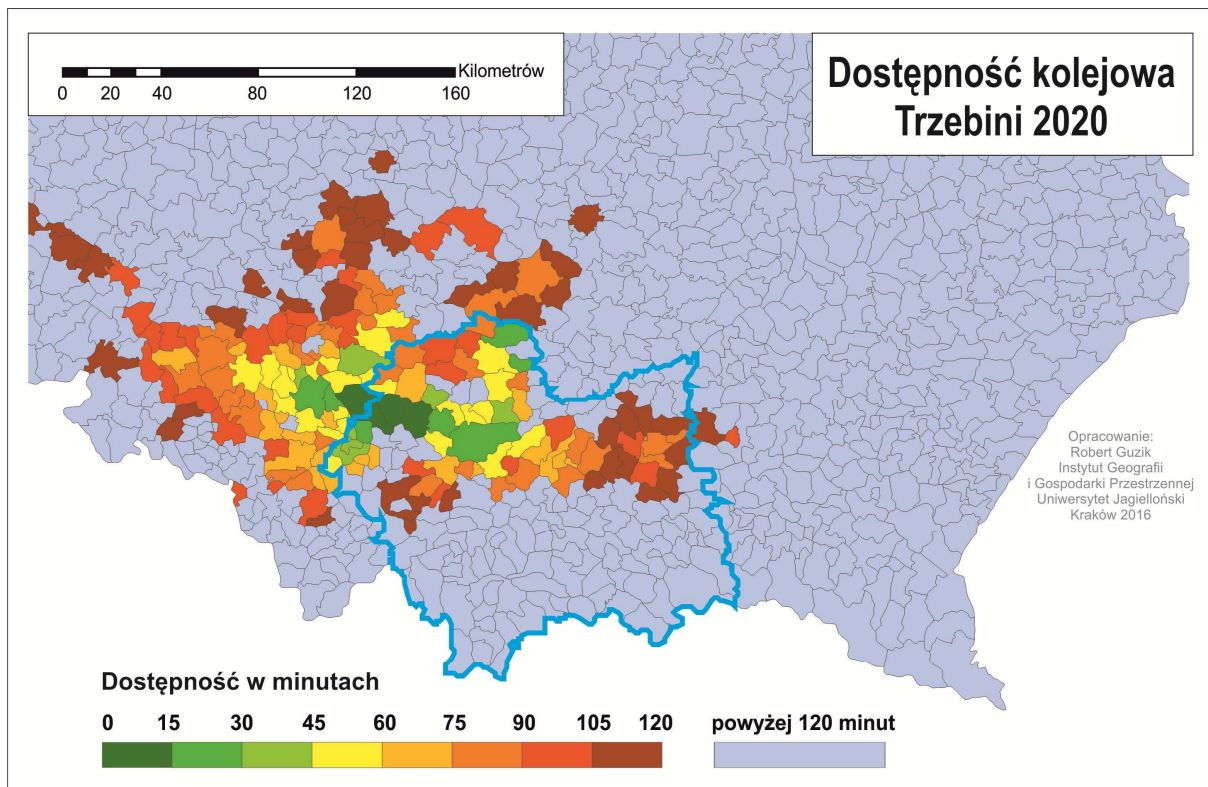 Kilometrów
0 20 40 80 120 160
Dostępność kolejowa
Trzebini 2020
Opracowanie:
Robert Guzik
Instytut Geografii
i Gospodarki Przestrzennej
Uniwersytet Jagielloński
Kraków 2016
Dostępność w minutach
0 15 30 45 60 75 90 105 120
powyżej 120 minut